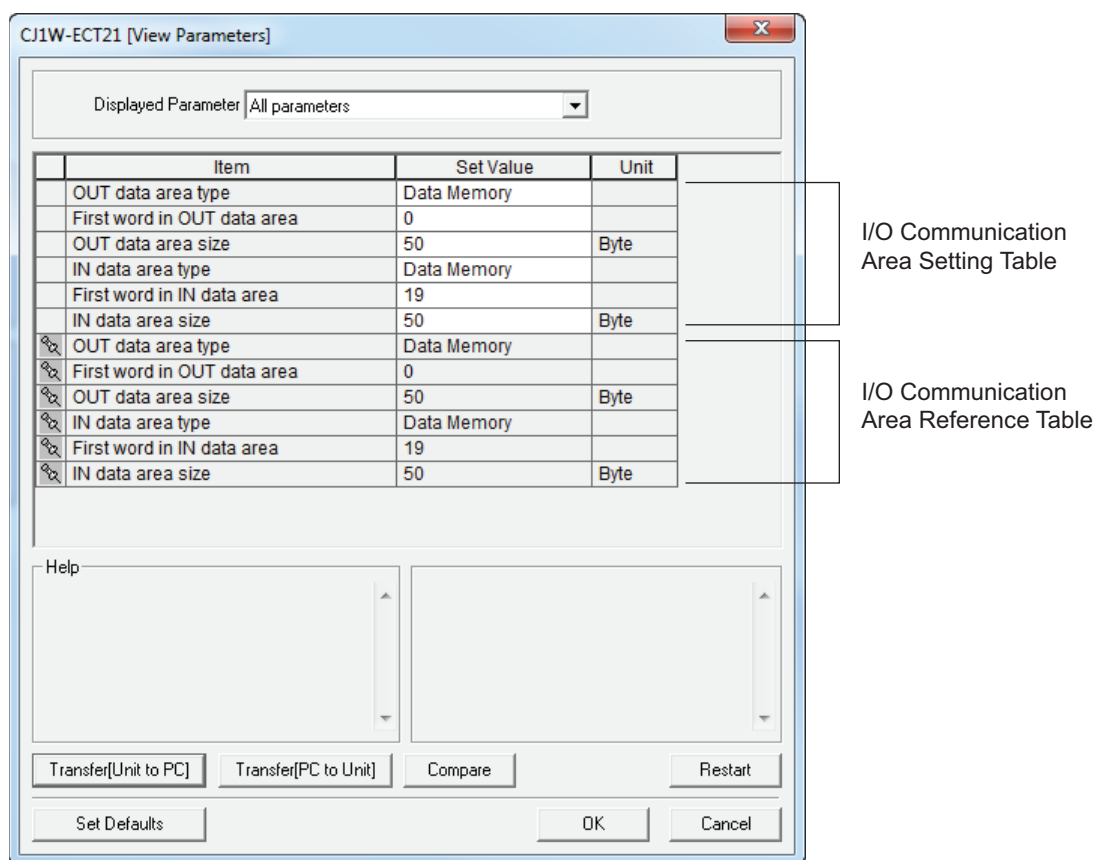 CJ1W-ECT21 [View Parameters]
Displayed Parameter All parameters
Item Set Value Unit
OUT data area type Data Memory
First word in OUT data area 0
OUT data area size 50 Byte
IN data area type Data Memory
First word in IN data area 19
IN data area size 50 Byte
OUT data area type Data Memory
First word in OUT data area 0
OUT data area size 50 Byte
IN data area type Data Memory
First word in IN data area 19
IN data area size 50 Byte
I/O Communication
Area Setting Table
I/O Communication
Area Reference Table
Help
Transfer[Unit to PC] Transfer[PC to Unit] Compare Restart
Set Defaults OK Cancel